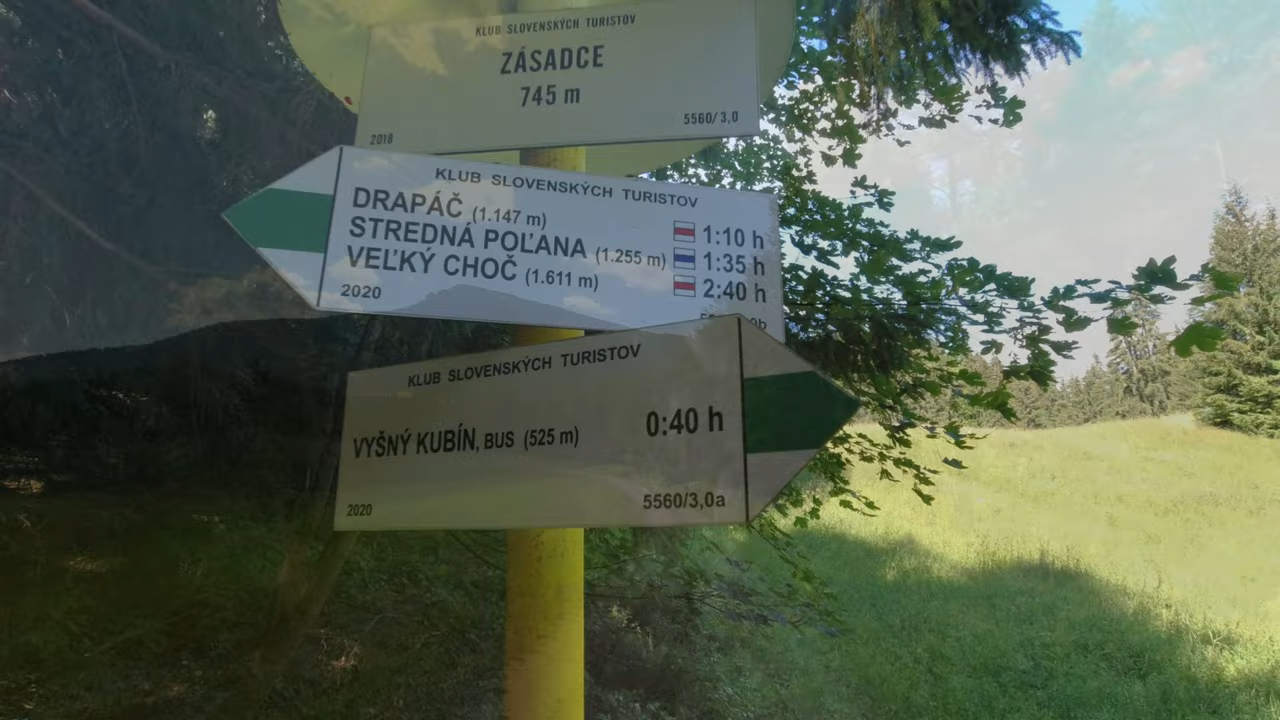 KLUB SLOVENSKÝCH TURISTOV
ZÁSADCE
745 m
5560/3,0
2018
KLUB SLOVENSKÝCH TURISTOV
DRAPÁČ (1.147 m) 1:10 h
STREDNÁ POĽANA (1.255 m) 1:35 h
VEĽKÝ CHOČ (1.611 m) 2:40 h
2020
KLUB SLOVENSKÝCH TURISTOV
VYŠNÝ KUBÍN, BUS (525 m) 0:40 h
2020 5560/3,0a